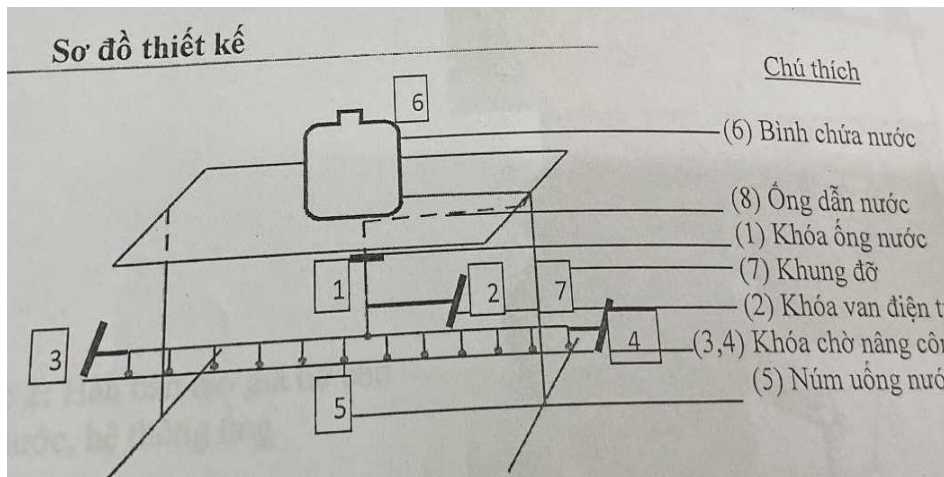 Sơ đồ thiết kế
Chú thích
6
(6) Bình chứa nước
(8) Ống dẫn nước
(1) Khóa ống nước
(7) Khung đỡ
1
2
7
(2) Khóa van điện
3
4
(3,4) Khóa chờ nâng
(5) Núm uống
5